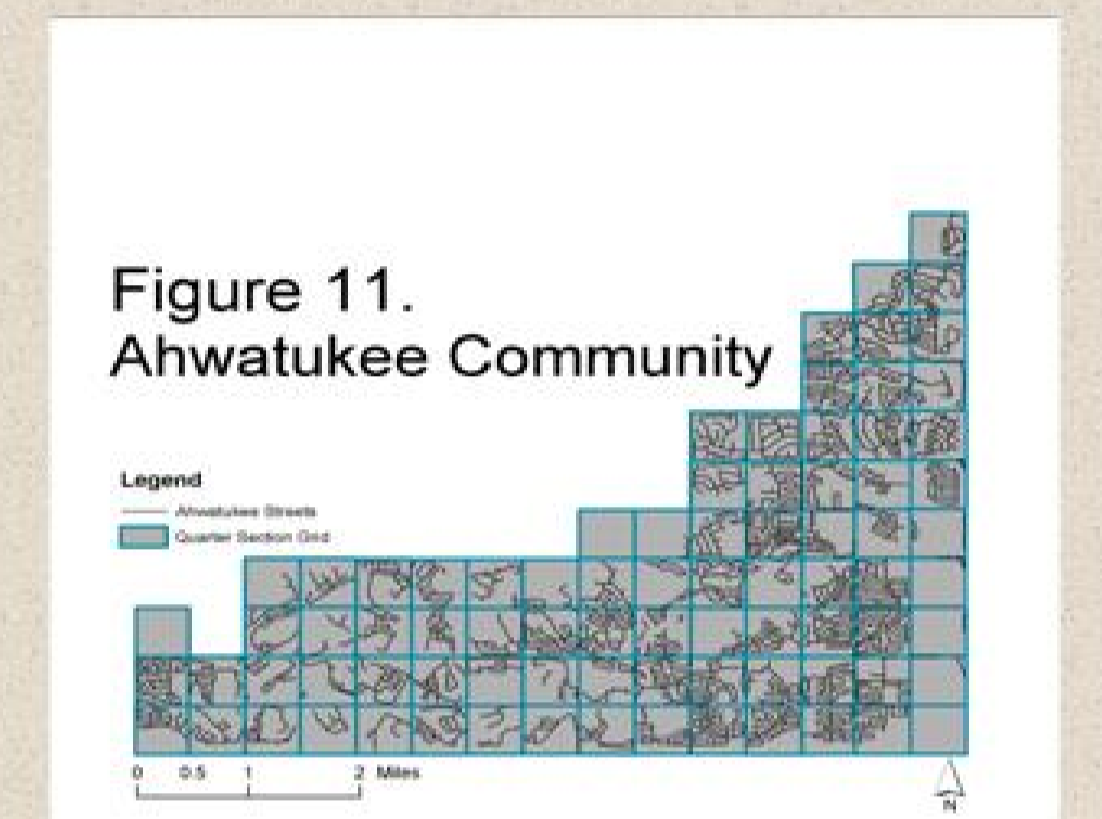 Figure 11.
Ahwatukee Community
Legend
Ahwatukee Streets
Quarter Section Grid
0 0.5 1 2 Miles
N